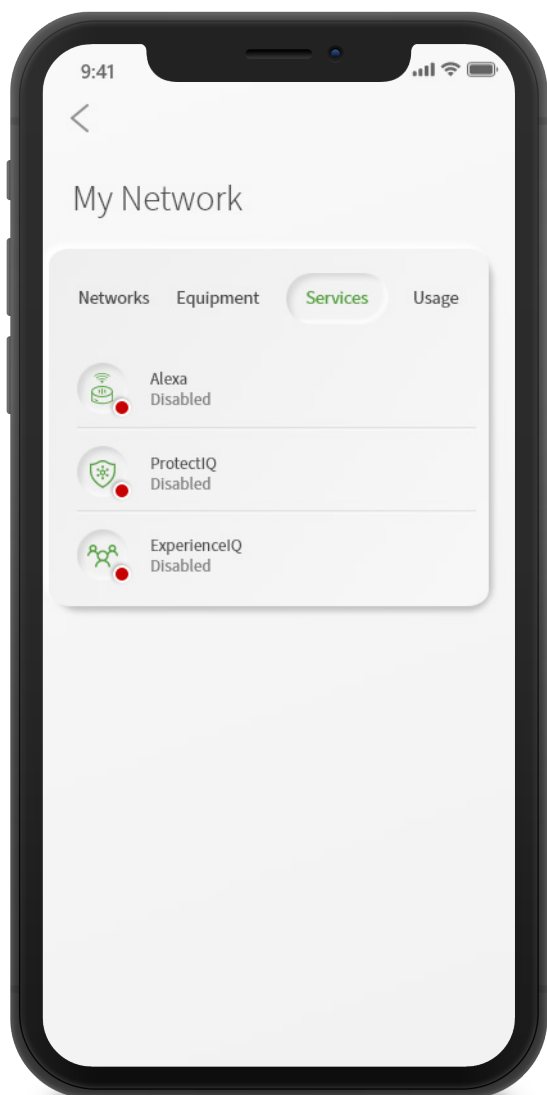 9:41
My Network
Networks Equipment Services Usage
Alexa
Disabled
ProtectIQ
Disabled
ExperienceIQ
Disabled